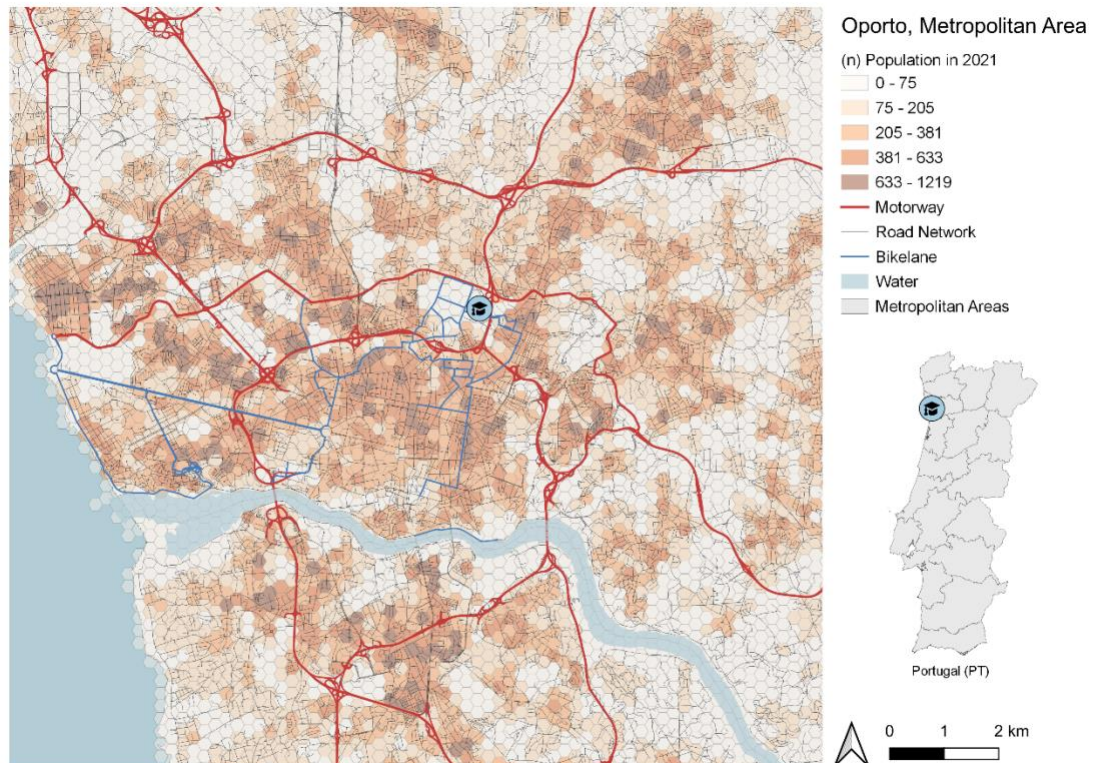 Oporto, Metropolitan Area
(n) Population in 2021
0 - 75
75 - 205
205 - 381
381 - 633
633 - 1219
Motorway
Road Network
Bikelane
Water
Metropolitan Areas
Portugal (PT)
0 1 2 km